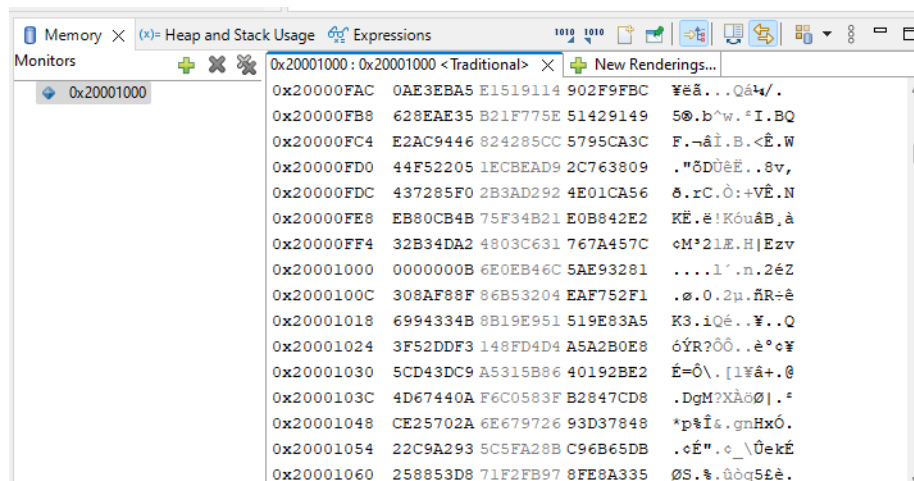 Memory (x)= Heap and Stack Usage Expressions
Monitors
0x20001000
0x20001000 : 0x20001000 <Traditional> New Renderings...
0x20000FAC 0AE3EBA5 E1519114 902F9FBC ¥ëã...Qá¼/.
0x20000FB8 628EAE35 B21F775E 51429149 5®.b^w.²I.BQ
0x20000FC4 E2AC9446 824285CC 5795CA3C F.¬âÌ.B.<Ê.W
0x20000FD0 44F52205 1ECBEAD9 2C763809 ."õDÙêË..8v,
0x20000FDC 437285F0 2B3AD292 4E01CA56 ð.rC.Ò:+VÊ.N
0x20000FE8 EB80CB4B 75F34B21 E0B842E2 KË.ë!KóuâB¸à
0x20000FF4 32B34DA2 4803C631 767A457C ¢M³21Æ.H|Ezv
0x20001000 0000000B 6E0EB46C 5AE93281 ....l´.n.2éZ
0x2000100C 308AF88F 86B53204 EAF752F1 .ø.0.2µ.ñR÷ê
0x20001018 6994334B 8B19E951 519E83A5 K3.iQé..¥..Q
0x20001024 3F52DDF3 148FD4D4 A5A2B0E8 óÝR?ÔÔ..è°¢¥
0x20001030 5CD43DC9 A5315B86 40192BE2 É=Ô\.[1¥â+.@
0x2000103C 4D67440A F6C0583F B2847CD8 .DgM?XÀöØ|.²
0x20001048 CE25702A 6E679726 93D37848 *p%Î&.gnHxÓ.
0x20001054 22C9A293 5C5FA28B C96B65DB .¢É".¢_\ÛekÉ
0x20001060 258853D8 71F2FB97 8FE8A335 ØS.%.ûòq5£è.